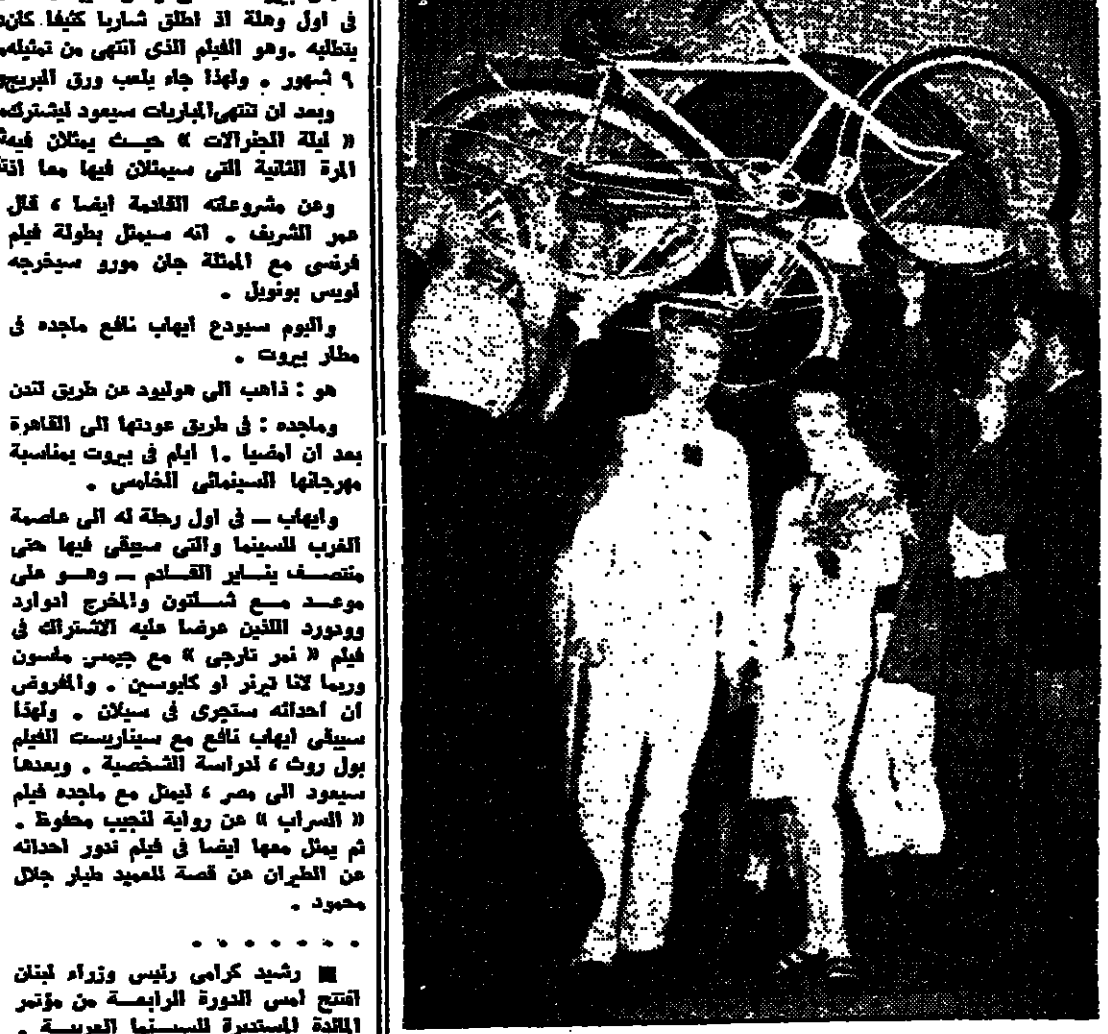 فى اول وهلة اذ اطلق شاربا كثيفا كان
يتطلبه . وهو الفيلم الذى انتهى من تمثيله
٩ شهور . ولهذا جاء يلعب ورق البريج
وبعد ان تنتهى المباريات سيعود ليشترك
« ليلة الجنرالات » حيث يمثلان فيه
المرة الثانية التى سيمثلان فيها معا
وعن مشروعاته القادمة ايضا ، قال
عمر الشريف . انه سيمثل بطولة فيلم
فرنسى مع الممثلة جان مورو سيخرجه
لويس بونويل .
واليوم سيودع ايهاب نافع ماجده فى
مطار بيروت .
هو : ذاهب الى هوليود عن طريق لندن
وماجده : فى طريق عودتها الى القاهرة
بعد ان امضيا ١٠ ايام فى بيروت بمناسبة
مهرجانها السينمائى الخامس .
وايهاب — فى اول رحلة له الى عاصمة
الغرب للسينما والتى سيبقى فيها حتى
منتصف يناير القادم — وهو على
موعد مع شلتون والمخرج ادوارد
وودورد اللذين عرضا عليه الاشتراك فى
فيلم « نمر تارجى » مع جيمس ماسون
وربما لانا تيرنر او كابوسين . والمفروض
ان احداثه ستجرى فى سيلان . ولهذا
سيبقى ايهاب نافع مع سيناريست الفيلم
بول روث ، لدراسة الشخصية . وبعدها
سيعود الى مصر ، ليمثل مع ماجده فيلم
« السراب » عن رواية لنجيب محفوظ .
ثم يمثل معها ايضا فى فيلم تدور احداثه
عن الطيران عن قصة للعميد طيار جلال
محمود .
. . . . . .
■ رشيد كرامى رئيس وزراء لبنان
افتتح أمس الدورة الرابعة من مؤتمر
المائدة المستديرة للسينما العربية .